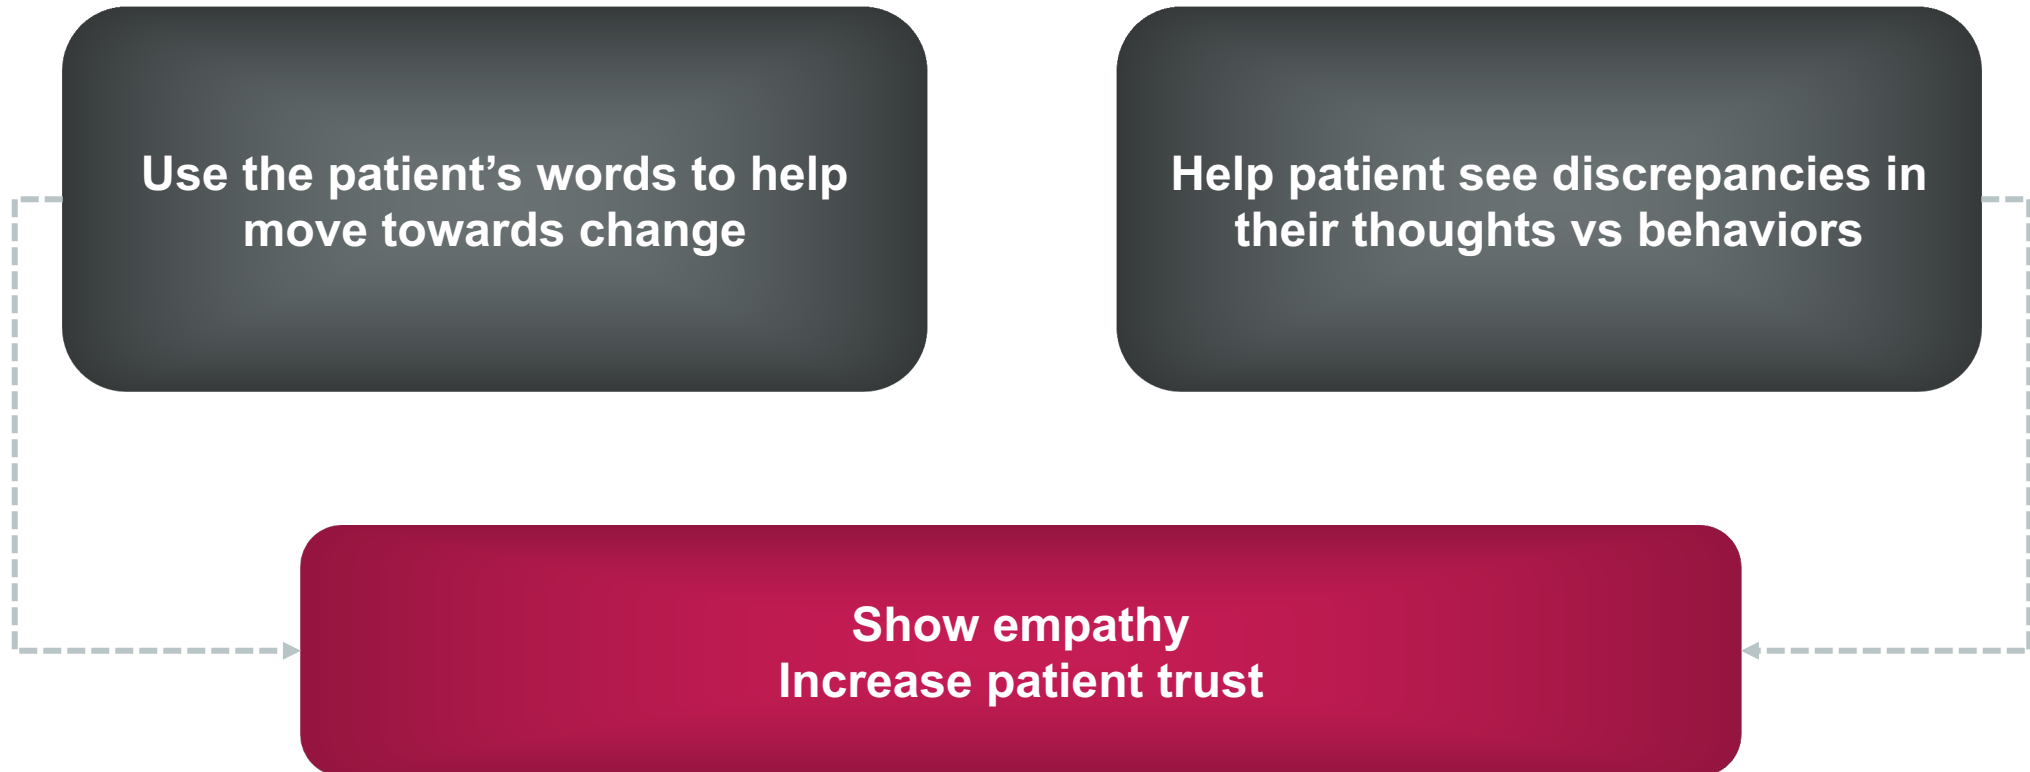 Use the patient’s words to help
move towards change
Help patient see discrepancies in
their thoughts vs behaviors
Show empathy
Increase patient trust